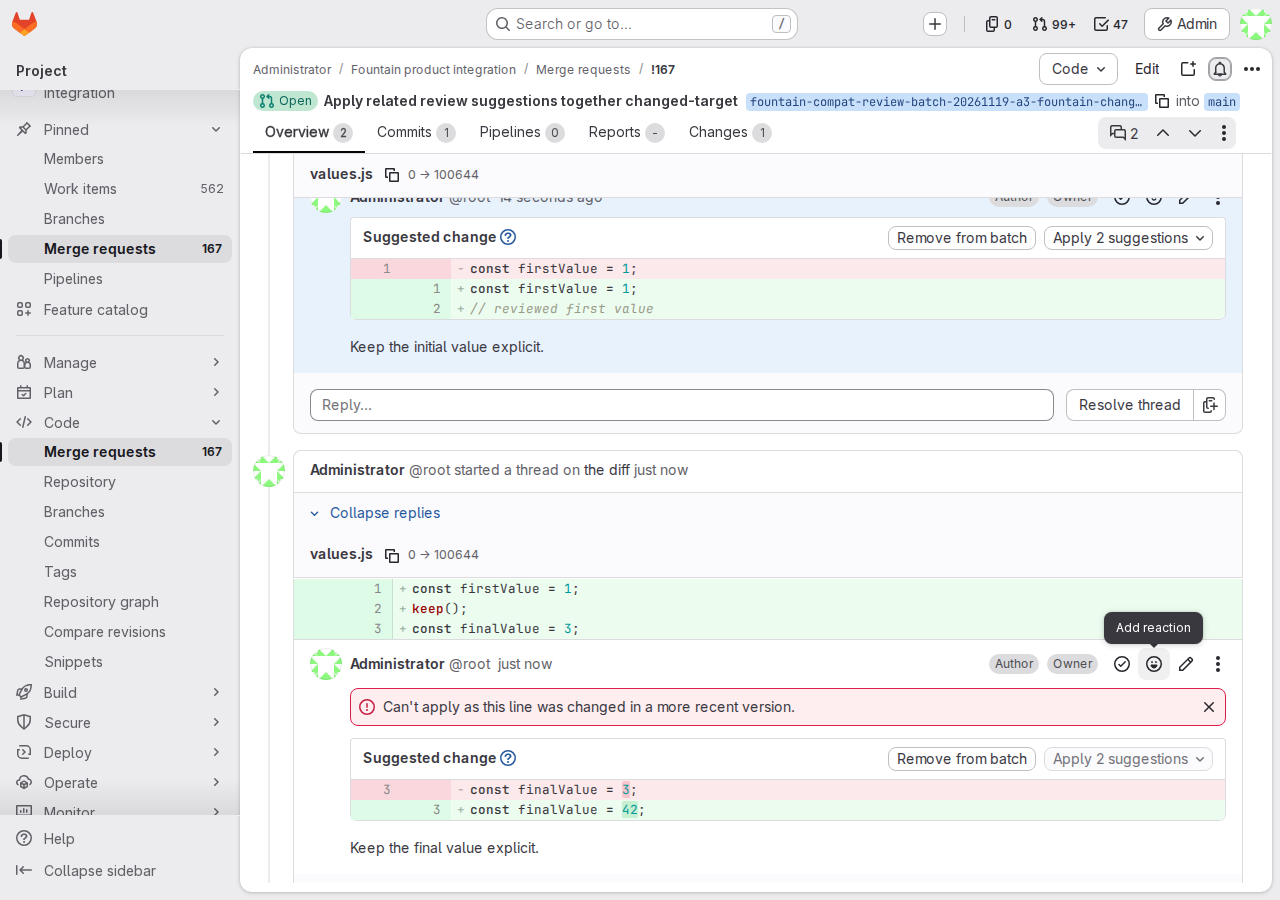 Search or go to...
/
0
99+
47
Admin
Project
Integration
Pinned
Members
Work items
562
Branches
Merge requests
167
Pipelines
Feature catalog
Manage
Plan
Code
Merge requests
167
Repository
Branches
Commits
Tags
Repository graph
Compare revisions
Snippets
Build
Secure
Deploy
Operate
Monitor
Help
Collapse sidebar
Administrator / Fountain product integration / Merge requests / !167
Code
Edit
Open
Apply related review suggestions together changed-target
fountain-compat-review-batch-20261119-a3-fountain-chang…
into
main
Overview 2
Commits 1
Pipelines 0
Reports -
Changes 1
2
values.js
0 → 100644
Administrator @root 14 seconds ago
Author
Owner
Suggested change
Remove from batch
Apply 2 suggestions
1 - const firstValue = 1;
1 + const firstValue = 1;
2 + // reviewed first value
Keep the initial value explicit.
Reply…
Resolve thread
Administrator @root started a thread on the diff just now
Collapse replies
values.js
0 → 100644
1 + const firstValue = 1;
2 + keep();
3 + const finalValue = 3;
Add reaction
Administrator @root just now
Author
Owner
Can't apply as this line was changed in a more recent version.
Suggested change
Remove from batch
Apply 2 suggestions
3 - const finalValue = 3;
3 + const finalValue = 42;
Keep the final value explicit.